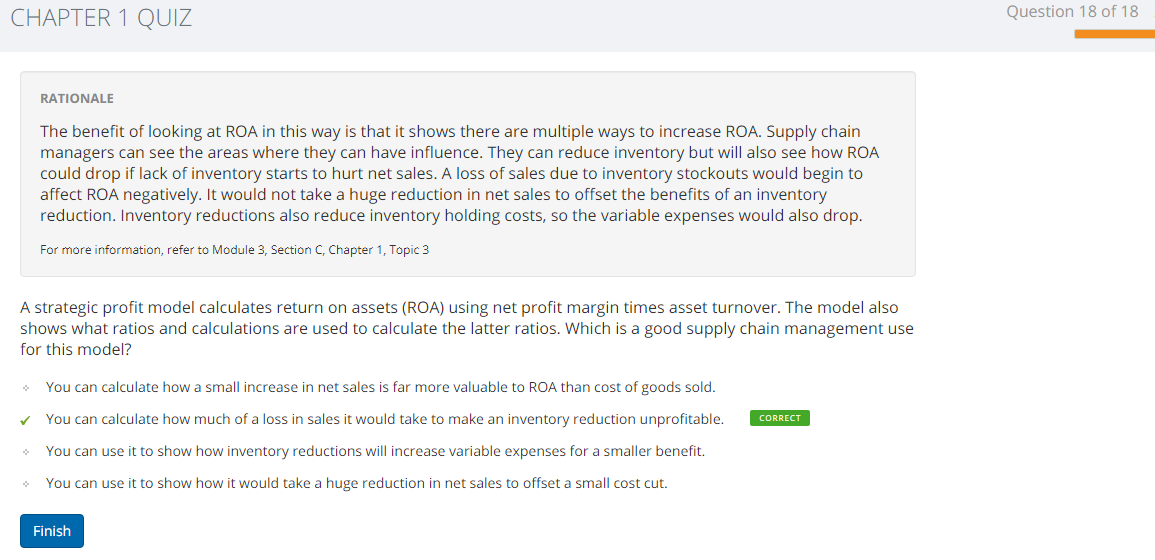 CHAPTER 1 QUIZ
Question 18 of 18
RATIONALE
The benefit of looking at ROA in this way is that it shows there are multiple ways to increase ROA. Supply chain
managers can see the areas where they can have influence. They can reduce inventory but will also see how ROA
could drop if lack of inventory starts to hurt net sales. A loss of sales due to inventory stockouts would begin to
affect ROA negatively. It would not take a huge reduction in net sales to offset the benefits of an inventory
reduction. Inventory reductions also reduce inventory holding costs, so the variable expenses would also drop.
For more information, refer to Module 3, Section C, Chapter 1, Topic 3
A strategic profit model calculates return on assets (ROA) using net profit margin times asset turnover. The model also
shows what ratios and calculations are used to calculate the latter ratios. Which is a good supply chain management use
for this model?
You can calculate how a small increase in net sales is far more valuable to ROA than cost of goods sold.
You can calculate how much of a loss in sales it would take to make an inventory reduction unprofitable. CORRECT
You can use it to show how inventory reductions will increase variable expenses for a smaller benefit.
You can use it to show how it would take a huge reduction in net sales to offset a small cost cut.
Finish